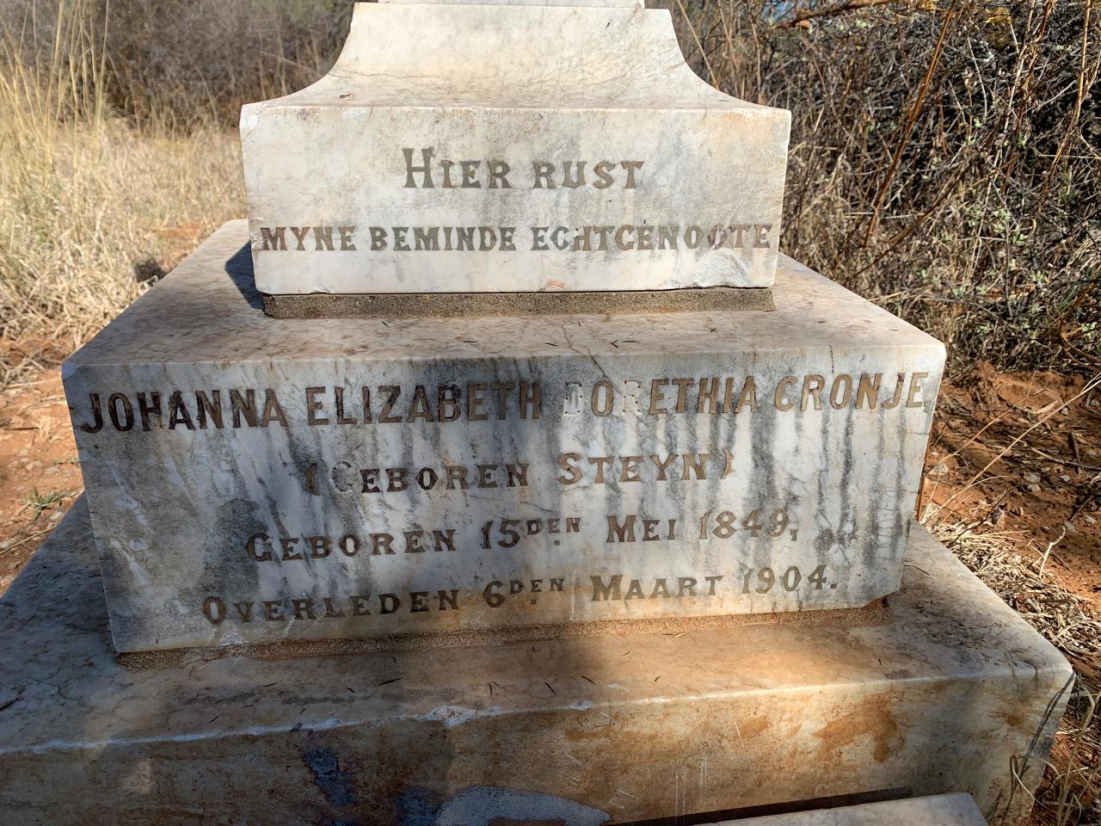 HIER RUST
MYNE BEMINDE ECHTGENOOTE
JOHANNA ELIZABETH DORETHIA CRONJE
(GEBOREN STEYN)
GEBOREN 15DEN MEI 1849,
OVERLEDEN 6DEN MAART 1904.